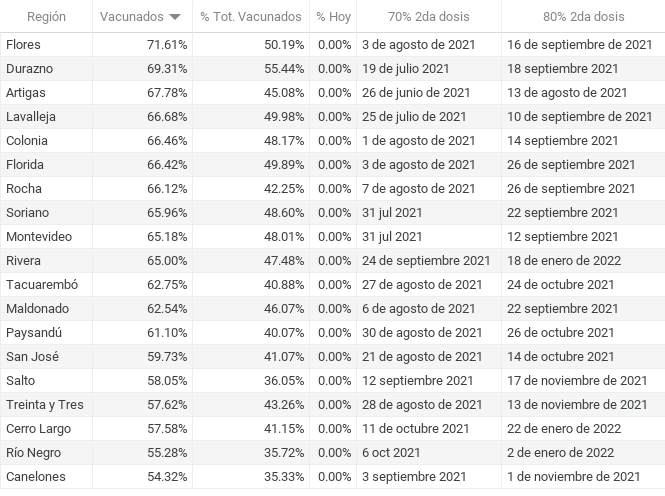 Región Vacunados % Tot. Vacunados % Hoy 70% 2da dosis 80% 2da dosis
Flores 71.61% 50.19% 0.00% 3 de agosto de 2021 16 de septiembre de 2021
Durazno 69.31% 55.44% 0.00% 19 de julio 2021 18 septiembre 2021
Artigas 67.78% 45.08% 0.00% 26 de junio de 2021 13 de agosto de 2021
Lavalleja 66.68% 49.98% 0.00% 25 de julio de 2021 10 de septiembre de 2021
Colonia 66.46% 48.17% 0.00% 1 de agosto de 2021 14 septiembre 2021
Florida 66.42% 49.89% 0.00% 3 de agosto de 2021 26 de septiembre 2021
Rocha 66.12% 42.25% 0.00% 7 de agosto de 2021 26 de septiembre 2021
Soriano 65.96% 48.60% 0.00% 31 jul 2021 22 septiembre 2021
Montevideo 65.18% 48.01% 0.00% 31 jul 2021 12 septiembre 2021
Rivera 65.00% 47.48% 0.00% 24 de septiembre 2021 18 de enero de 2022
Tacuarembó 62.75% 40.88% 0.00% 27 de agosto de 2021 24 de octubre 2021
Maldonado 62.54% 46.07% 0.00% 6 de agosto de 2021 22 septiembre 2021
Paysandú 61.10% 40.07% 0.00% 30 de agosto de 2021 26 de octubre 2021
San José 59.73% 41.07% 0.00% 21 de agosto de 2021 14 de octubre 2021
Salto 58.05% 36.05% 0.00% 12 septiembre 2021 17 de noviembre de 2021
Treinta y Tres 57.62% 43.26% 0.00% 28 de agosto de 2021 13 de noviembre de 2021
Cerro Largo 57.58% 41.15% 0.00% 11 de octubre de 2021 22 de enero de 2022
Río Negro 55.28% 35.72% 0.00% 6 oct 2021 2 de enero de 2022
Canelones 54.32% 35.33% 0.00% 3 septiembre 2021 1 de noviembre de 2021